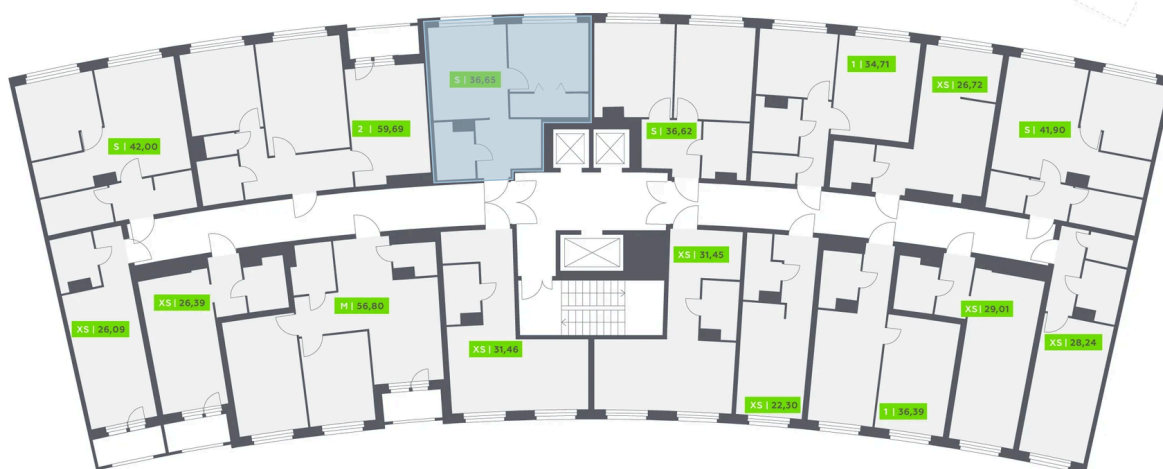 1 | 34,71
S | 36,65
XS | 26,72
2 | 59,69
S | 36,62
S | 41,90
S | 42,00
XS | 31,45
XS | 26,39
M | 56,80
XS | 29,01
XS | 26,09
XS | 28,24
XS | 31,46
XS | 22,30
1 | 36,39